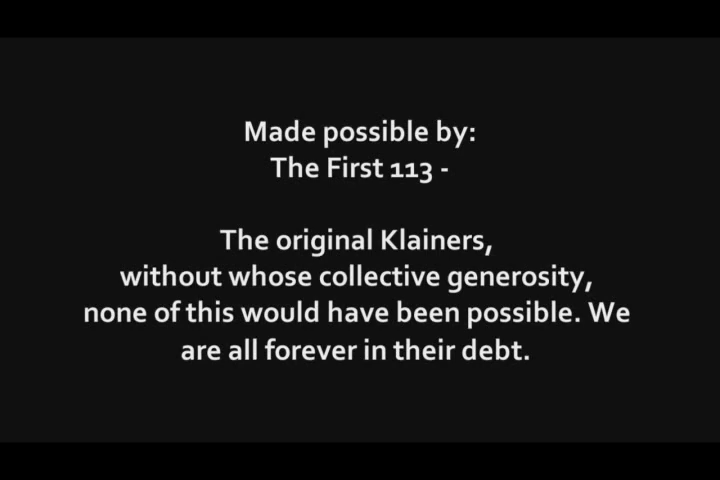 Made possible by:
The First 113 -
The original Klainers,
without whose collective generosity,
none of this would have been possible. We
are all forever in their debt.